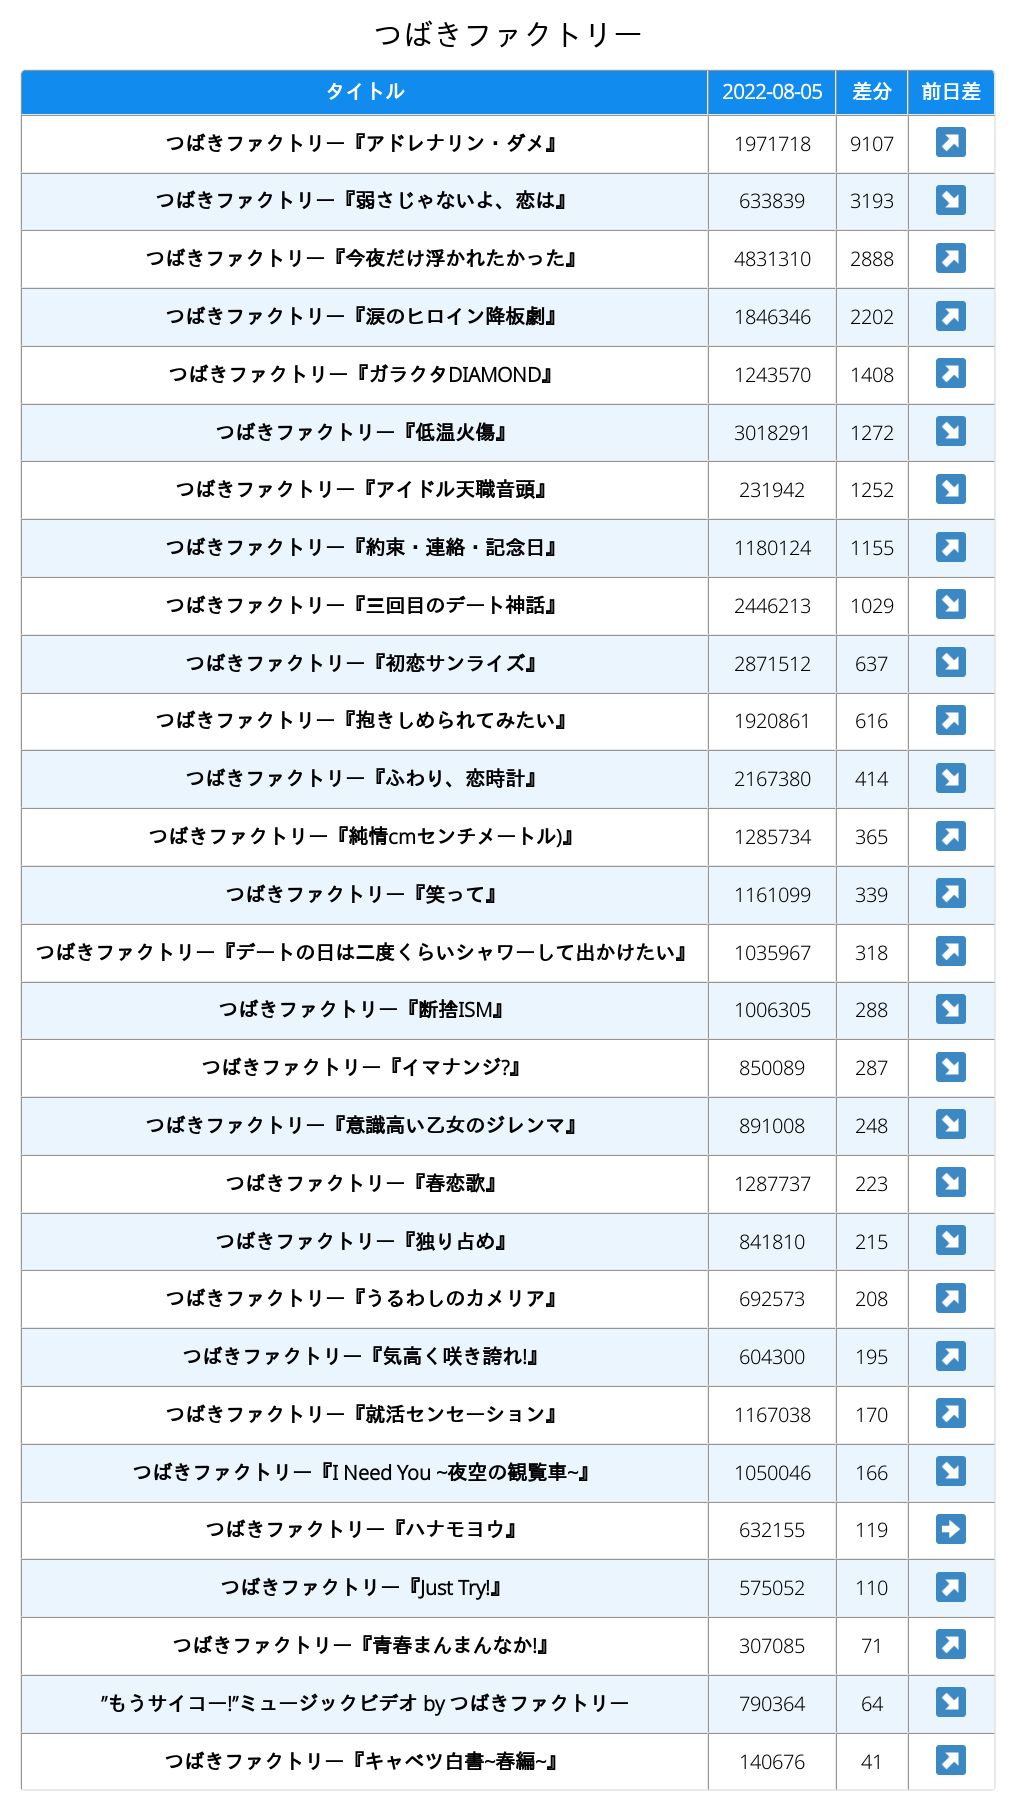 つばきファクトリー
タイトル 2022-08-05 差分 前日差
つばきファクトリー『アドレナリン・ダメ』 1971718 9107 ↗
つばきファクトリー『弱さじゃないよ、恋は』 633839 3193 ↘
つばきファクトリー『今夜だけ浮かれたかった』 4831310 2888 ↗
つばきファクトリー『涙のヒロイン降板劇』 1846346 2202 ↗
つばきファクトリー『ガラクタDIAMOND』 1243570 1408 ↗
つばきファクトリー『低温火傷』 3018291 1272 ↘
つばきファクトリー『アイドル天職音頭』 231942 1252 ↘
つばきファクトリー『約束・連絡・記念日』 1180124 1155 ↗
つばきファクトリー『三回目のデート神話』 2446213 1029 ↘
つばきファクトリー『初恋サンライズ』 2871512 637 ↘
つばきファクトリー『抱きしめられてみたい』 1920861 616 ↗
つばきファクトリー『ふわり、恋時計』 2167380 414 ↘
つばきファクトリー『純情cmセンチメートル)』 1285734 365 ↗
つばきファクトリー『笑って』 1161099 339 ↗
つばきファクトリー『デートの日は二度くらいシャワーして出かけたい』 1035967 318 ↗
つばきファクトリー『断捨ISM』 1006305 288 ↘
つばきファクトリー『イマナンジ?』 850089 287 ↘
つばきファクトリー『意識高い乙女のジレンマ』 891008 248 ↘
つばきファクトリー『春恋歌』 1287737 223 ↘
つばきファクトリー『独り占め』 841810 215 ↘
つばきファクトリー『うるわしのカメリア』 692573 208 ↗
つばきファクトリー『気高く咲き誇れ!』 604300 195 ↗
つばきファクトリー『就活センセーション』 1167038 170 ↗
つばきファクトリー『I Need You ~夜空の観覧車~』 1050046 166 ↘
つばきファクトリー『ハナモヨウ』 632155 119 →
つばきファクトリー『Just Try!』 575052 110 ↗
つばきファクトリー『青春まんまんなか!』 307085 71 ↗
”もうサイコー!”ミュージックビデオ by つばきファクトリー 790364 64 ↘
つばきファクトリー『キャベツ白書~春編~』 140676 41 ↗